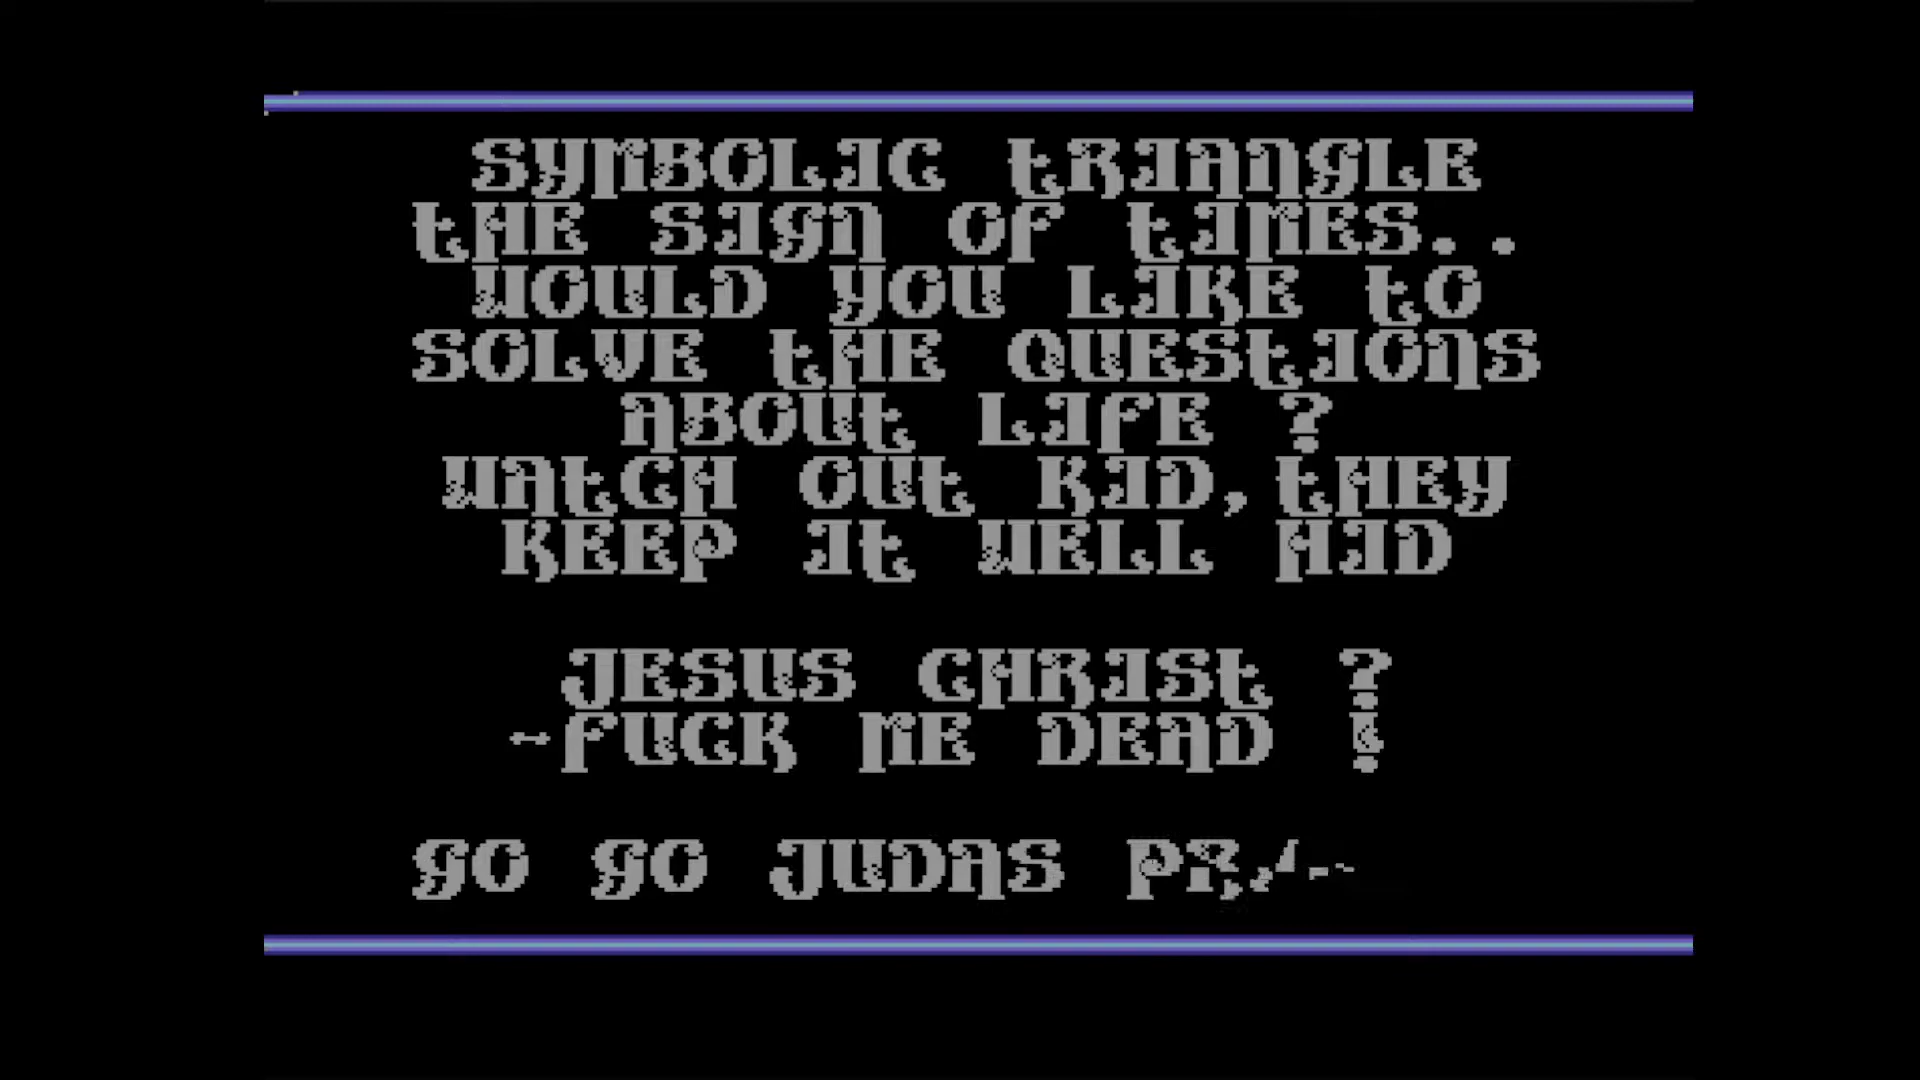 SYMBOLIC tRIANGLE
tHE SIGN OF tIMES..
WOULD YOU LIKE tO
SOLVE tHE QUEStIONS
ABOUt LIFE ?
WAtCH OUt KID,tHEY
KEEP It WELL HID
JESUS CHRISt ?
-FUCK ME DEAD !
GO GO JUDAS